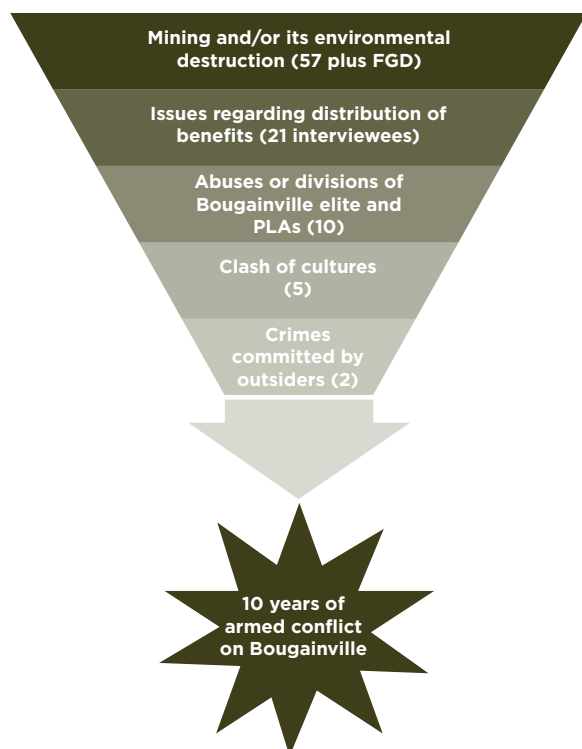 Mining and/or its environmental
destruction (57 plus FGD)
Issues regarding distribution of
benefits (21 interviewees)
Abuses or divisions of
Bougainville elite and
PLAs (10)
Clash of cultures
(5)
Crimes
committed by
outsiders (2)
10 years of
armed conflict
on Bougainville